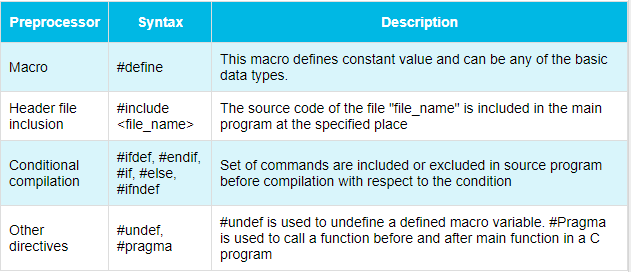 Preprocessor Syntax Description
Macro #define This macro defines constant value and can be any of the basic
data types.
Header file
inclusion
#include
<file_name>
The source code of the file "file_name" is included in the main
program at the specified place
Conditional
compilation
#ifdef, #endif,
#if, #else,
#ifndef
Set of commands are included or excluded in source program
before compilation with respect to the condition
Other
directives
#undef,
#pragma
#undef is used to undefine a defined macro variable. #Pragma
is used to call a function before and after main function in a C
program